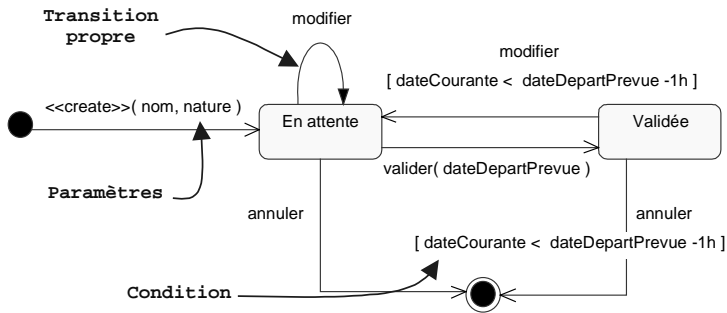 Transition
propre
modifier
modifier
[ dateCourante < dateDepartPrevue -1h ]
<<create>>( nom, nature )
En attente
Validée
valider( dateDepartPrevue )
Paramètres
annuler
annuler
[ dateCourante < dateDepartPrevue -1h ]
Condition